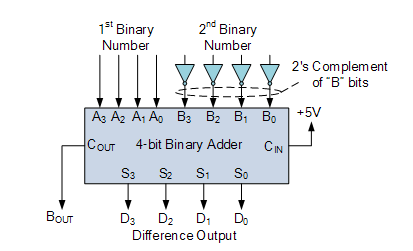 1st Binary Number
2nd Binary Number
2's Complement of "B" bits
A3 A2 A1 A0 B3 B2 B1 B0 +5V
COUT 4-bit Binary Adder CIN
S3 S2 S1 S0
BOUT D3 D2 D1 D0
Difference Output